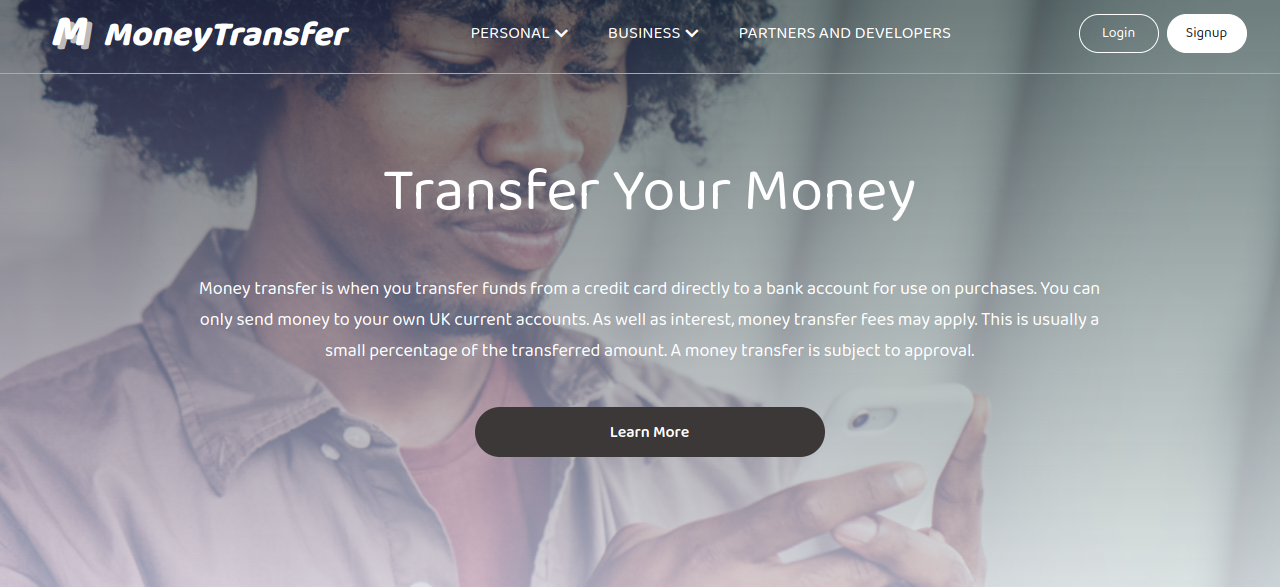 M MoneyTransfer
PERSONAL
BUSINESS
PARTNERS AND DEVELOPERS
Login
Signup
Transfer Your Money
Money transfer is when you transfer funds from a credit card directly to a bank account for use on purchases. You can
only send money to your own UK current accounts. As well as interest, money transfer fees may apply. This is usually a
small percentage of the transferred amount. A money transfer is subject to approval.
Learn More